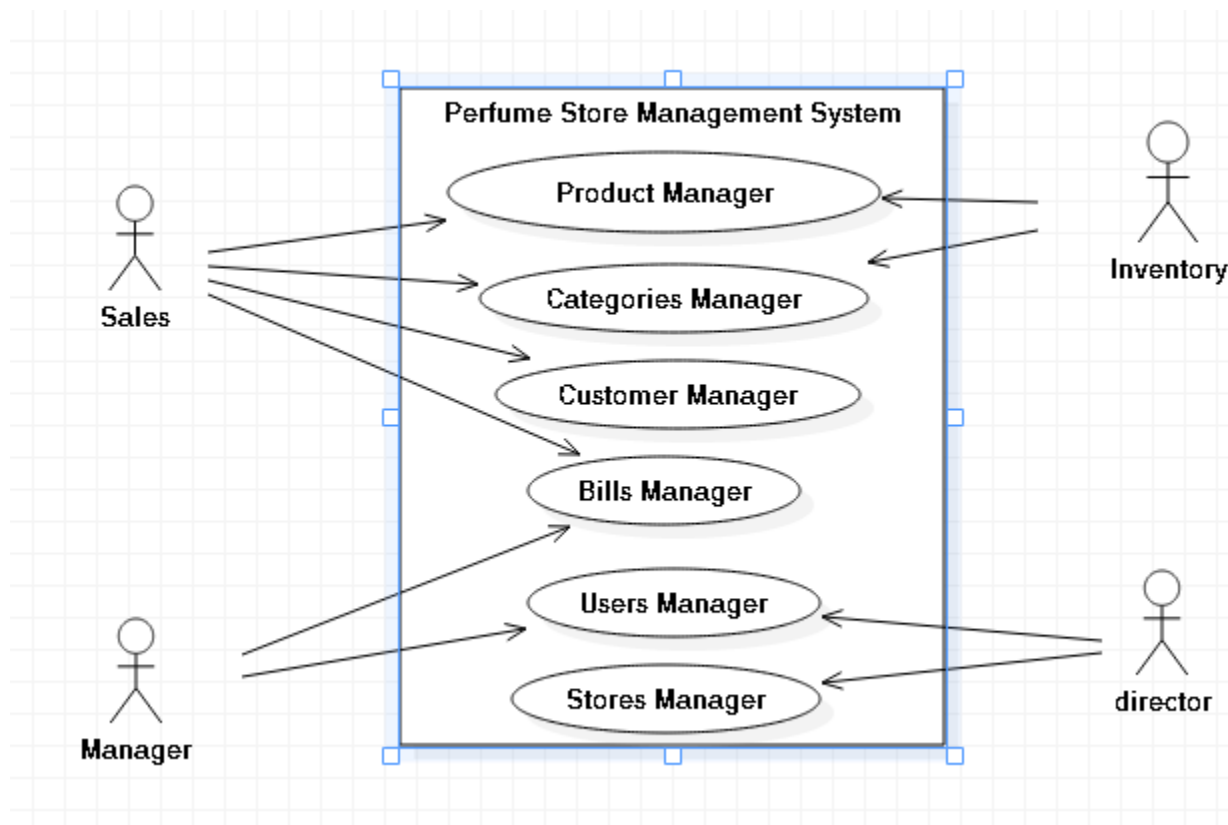 Perfume Store Management System
Product Manager
Sales
Inventory
Categories Manager
Customer Manager
Bills Manager
Users Manager
Stores Manager
Manager
director